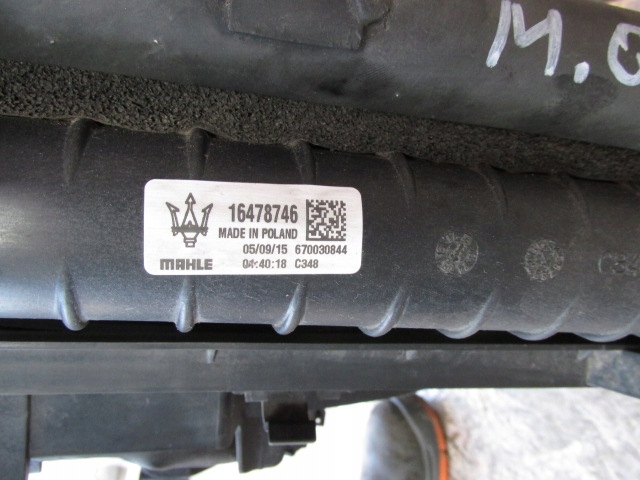 M.
16478746
MADE IN POLAND
05/09/15 670030844
MAHLE 04:40:18 C348